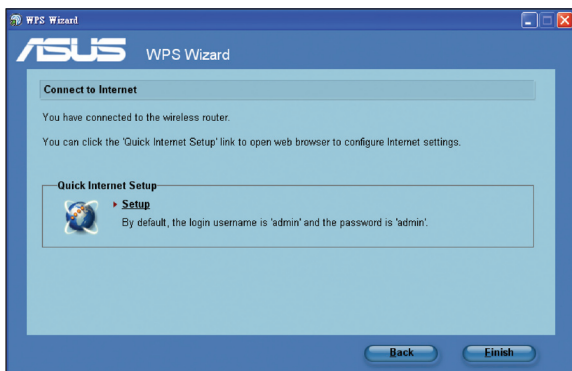 WPS Wizard
ASUS WPS Wizard
Connect to Internet
You have connected to the wireless router.
You can click the 'Quick Internet Setup' link to open web browser to configure Internet settings.
Quick Internet Setup
Setup
By default, the login username is 'admin' and the password is 'admin'.
Back Finish